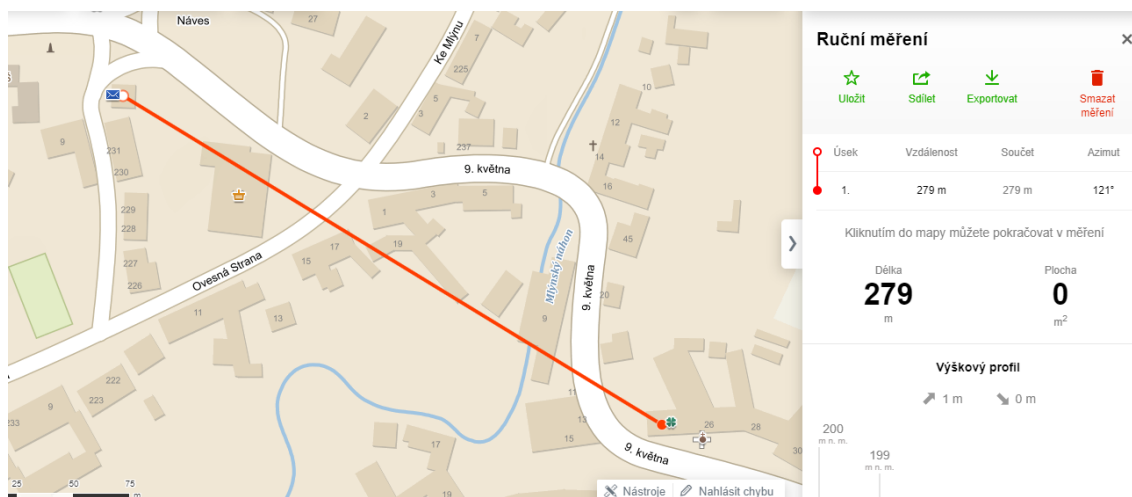 Náves
27
Ke Mlýnu
7
225
5
3
2
10
12
14
16
9
231
230
237
9. května
3
5
1
229
228
17
19
45
227
226
Ovesná Strana
Mlýnský náhon
9. května
20
11
13
9
222
223
9
233
11
13
15
26
28
30
17
19
9. května
25
50
75
m
Nástroje
Nahlásit chybu
Ruční měření
Uložit
Sdílet
Exportovat
Smazat
měření
Úsek Vzdálenost Součet Azimut
1. 279 m 279 m 121°
Kliknutím do mapy můžete pokračovat v měření
Délka Plocha
279 0
m m2
Výškový profil
1 m 0 m
200
m n. m.
199
m n. m.